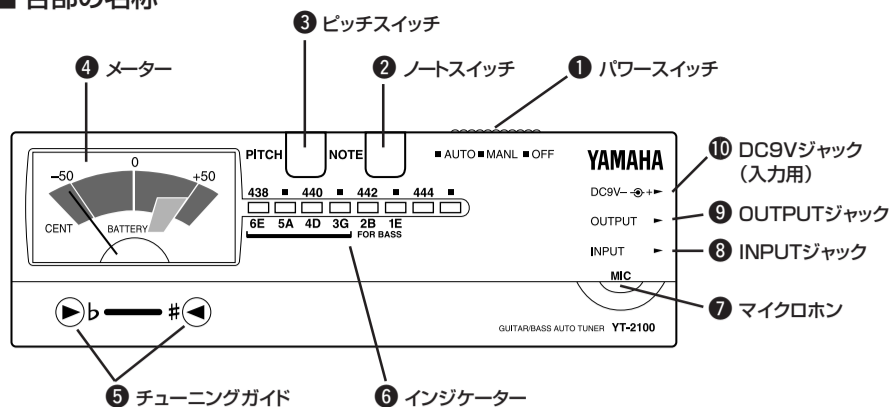 ■ 各部の名称
❸ ピッチスイッチ
❹ メーター
❷ ノートスイッチ
❶ パワースイッチ
−50 0 +50
CENT BATTERY
PITCH NOTE
■AUTO ■MANL ■OFF
YAMAHA
438 ■ 440 ■ 442 ■ 444 ■
6E 5A 4D 3G 2B 1E
FOR BASS
DC9V
OUTPUT ►
INPUT ►
MIC
❿ DC9Vジャック
（入力用）
❾ OUTPUTジャック
❽ INPUTジャック
❼ マイクロホン
▶ ♭ ━ ♯ ◀
GUITAR/BASS AUTO TUNER YT-2100
❺ チューニングガイド
❻ インジケーター